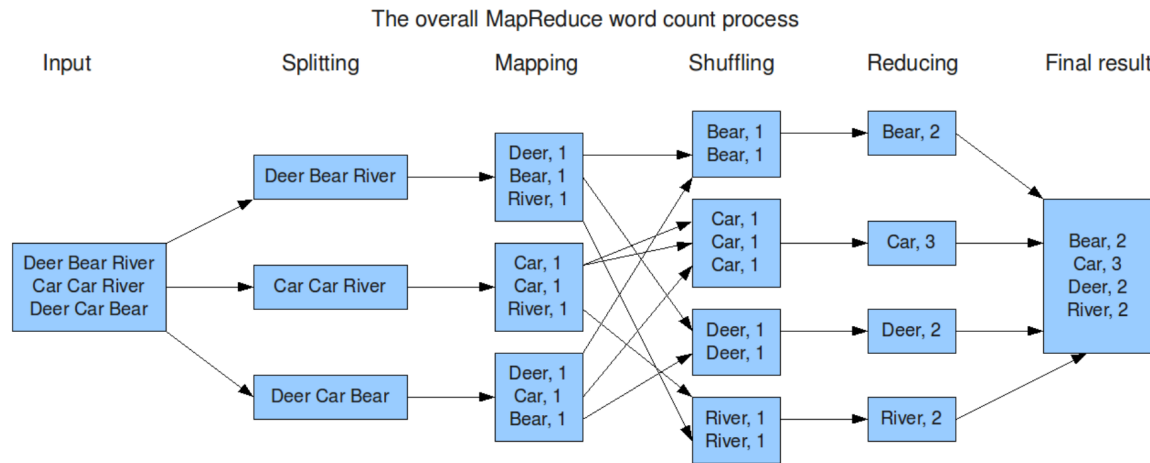 The overall MapReduce word count process
Input
Splitting
Mapping
Shuffling
Reducing
Final result
Deer Bear River
Car Car River
Deer Car Bear
Deer Bear River
Car Car River
Deer Car Bear
Deer, 1
Bear, 1
River, 1
Car, 1
Car, 1
River, 1
Deer, 1
Car, 1
Bear, 1
Bear, 1
Bear, 1
Car, 1
Car, 1
Car, 1
Deer, 1
Deer, 1
River, 1
River, 1
Bear, 2
Car, 3
Deer, 2
River, 2
Bear, 2
Car, 3
Deer, 2
River, 2